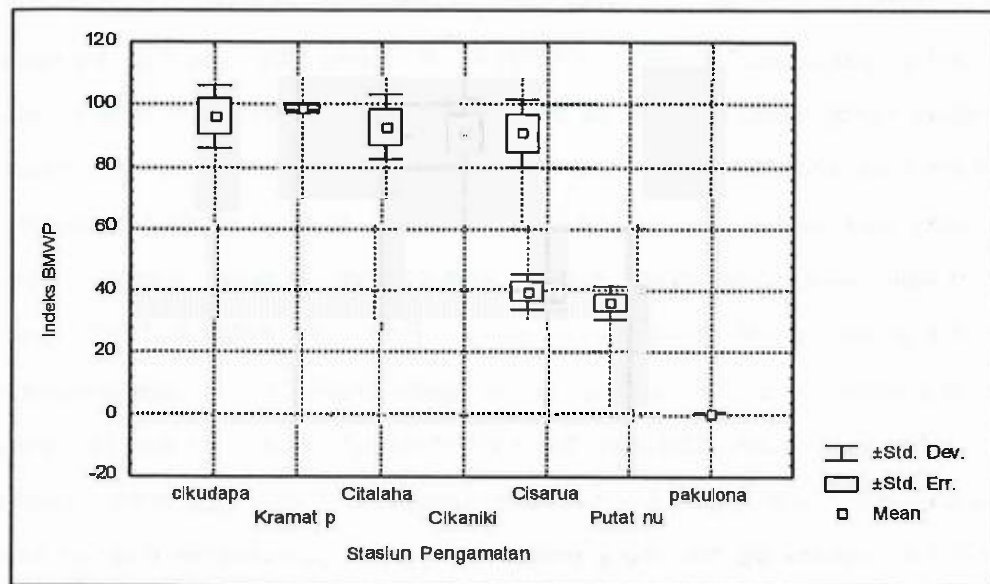 120
100
80
60
40
20
0
-20
Indeks BMWP
cikudapa Citalaha Cisarua pakulona
Kramat p Cikaniki Putat nu
Stasiun Pengamatan
±Std. Dev.
±Std. Err.
Mean